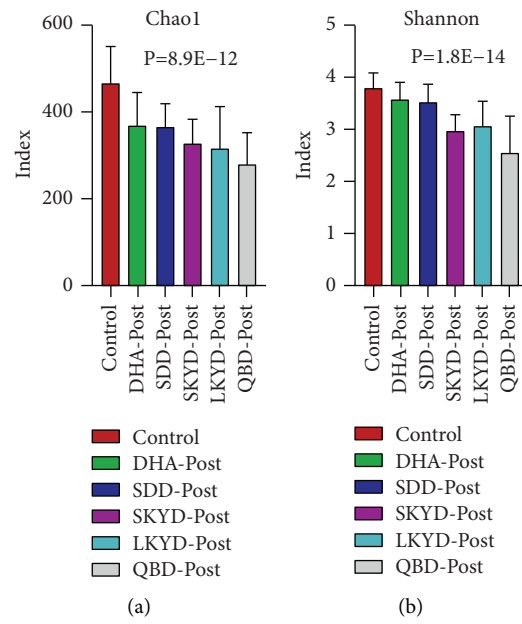 Chao1
P=8.9E−12
Index
600
400
200
0
Control
DHA-Post
SDD-Post
SKYD-Post
LKYD-Post
QBD-Post
Control
DHA-Post
SDD-Post
SKYD-Post
LKYD-Post
QBD-Post
(a)
Shannon
P=1.8E−14
Index
5
4
3
2
1
0
Control
DHA-Post
SDD-Post
SKYD-Post
LKYD-Post
QBD-Post
Control
DHA-Post
SDD-Post
SKYD-Post
LKYD-Post
QBD-Post
(b)